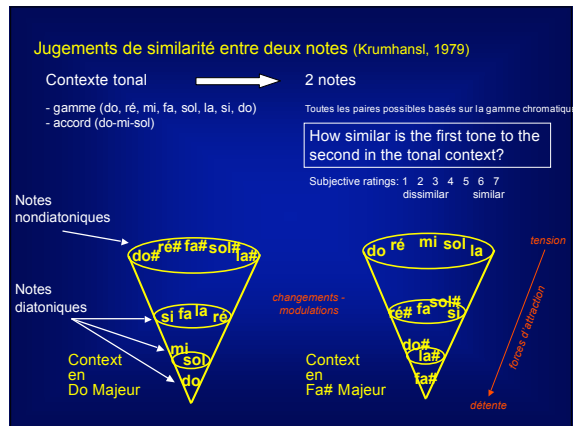 Jugements de similarité entre deux notes (Krumhansl, 1979)
Contexte tonal
2 notes
- gamme (do, ré, mi, fa, sol, la, si, do)
- accord (do-mi-sol)
Toutes les paires possibles basés sur la gamme chromatique
How similar is the first tone to the
second in the tonal context?
Subjective ratings: 1 2 3 4 5 6 7
dissimilar similar
Notes
nondiatoniques
do# ré# fa# sol# la#
Notes
diatoniques
si fa la ré
mi
sol
do
Context
en
Do Majeur
changements -
modulations
do ré mi sol la
ré# fa sol# si
do#
la#
fa#
Context
en
Fa# Majeur
tension
forces d'attraction
détente